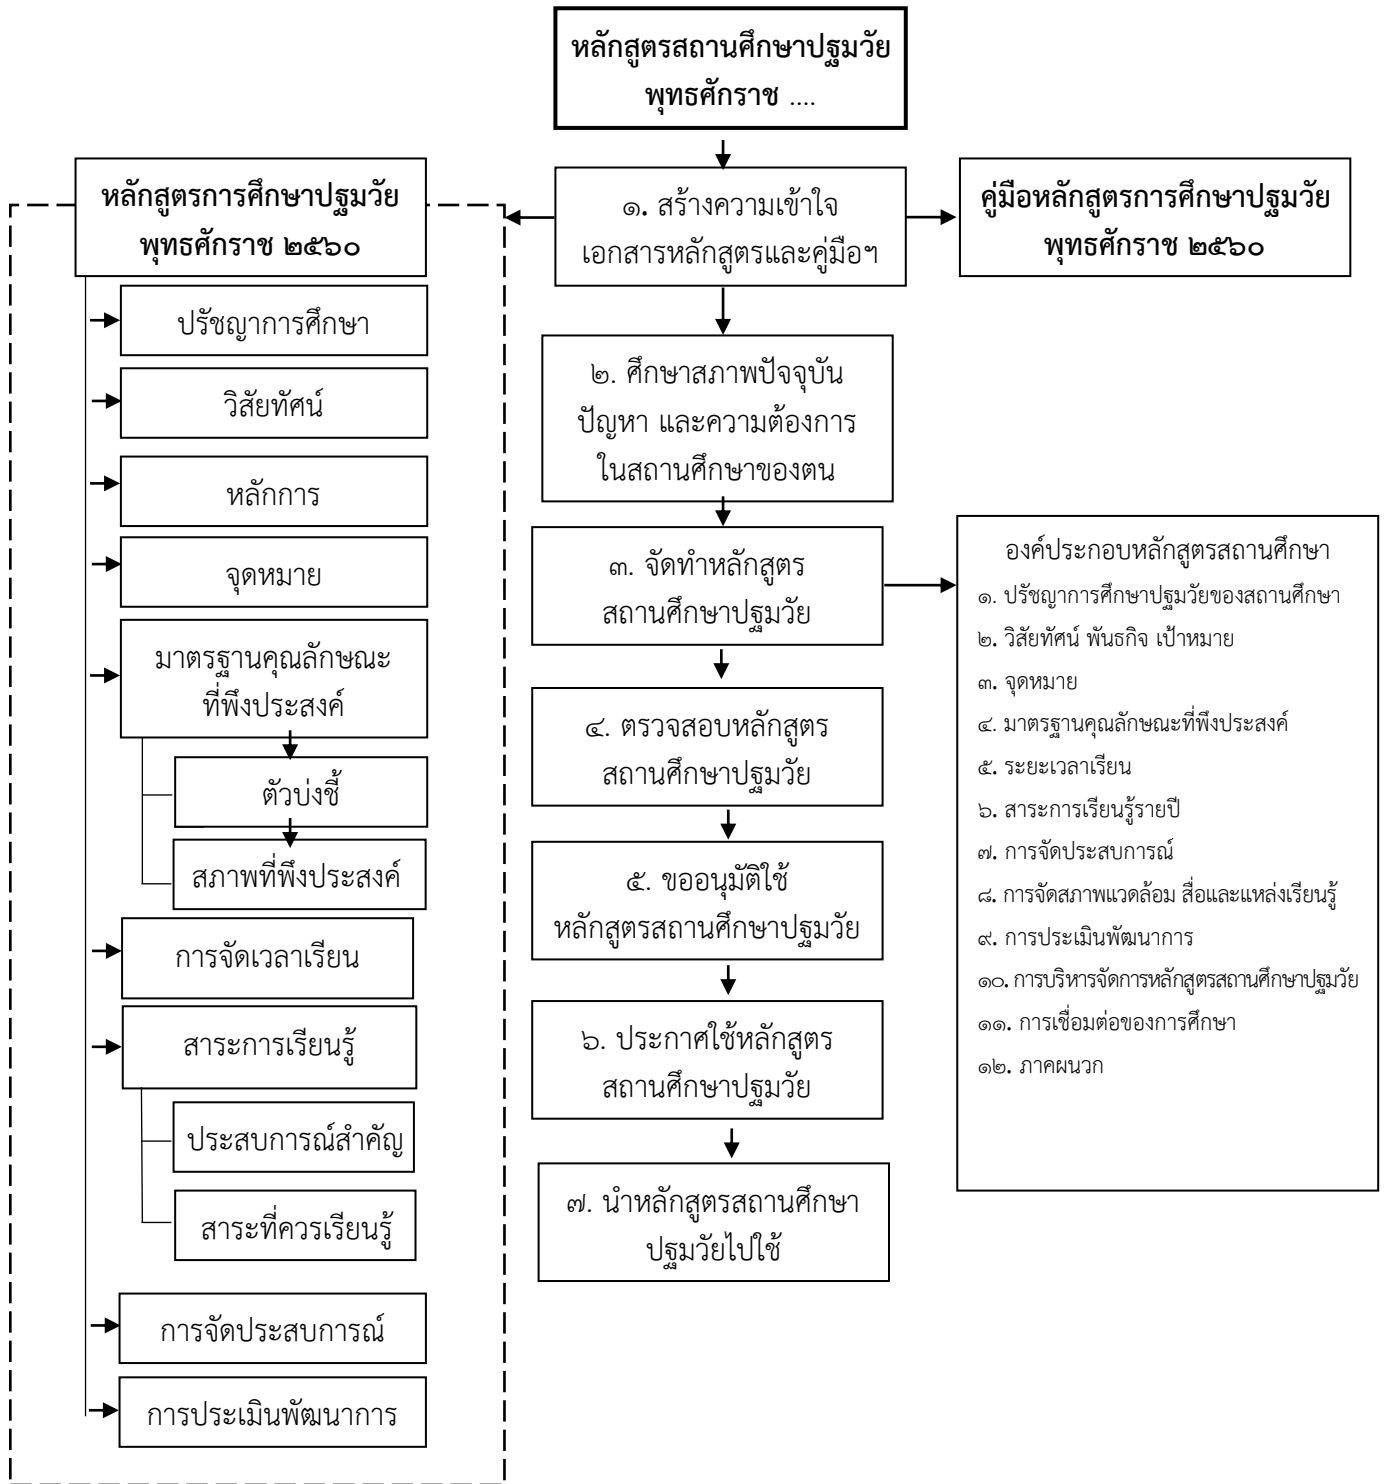 หลักสูตรสถานศึกษาปฐมวัย
พุทธศักราช ....
หลักสูตรการศึกษาปฐมวัย
พุทธศักราช ๒๕๖๐
๑. สร้างความเข้าใจ
เอกสารหลักสูตรและคู่มือฯ
คู่มือหลักสูตรการศึกษาปฐมวัย
พุทธศักราช ๒๕๖๐
ปรัชญาการศึกษา
วิสัยทัศน์
หลักการ
จุดหมาย
มาตรฐานคุณลักษณะ
ที่พึงประสงค์
ตัวบ่งชี้
สภาพที่พึงประสงค์
การจัดเวลาเรียน
สาระการเรียนรู้
ประสบการณ์สำคัญ
สาระที่ควรเรียนรู้
การจัดประสบการณ์
การประเมินพัฒนาการ
๒. ศึกษาสภาพปัจจุบัน
ปัญหา และความต้องการ
ในสถานศึกษาของตน
๓. จัดทำหลักสูตร
สถานศึกษาปฐมวัย
๔. ตรวจสอบหลักสูตร
สถานศึกษาปฐมวัย
๕. ขออนุมัติใช้
หลักสูตรสถานศึกษาปฐมวัย
๖. ประกาศใช้หลักสูตร
สถานศึกษาปฐมวัย
๗. นำหลักสูตรสถานศึกษา
ปฐมวัยไปใช้
องค์ประกอบหลักสูตรสถานศึกษา
๑. ปรัชญาการศึกษาปฐมวัยของสถานศึกษา
๒. วิสัยทัศน์ พันธกิจ เป้าหมาย
๓. จุดหมาย
๔. มาตรฐานคุณลักษณะที่พึงประสงค์
๕. ระยะเวลาเรียน
๖. สาระการเรียนรู้รายปี
๗. การจัดประสบการณ์
๘. การจัดสภาพแวดล้อม สื่อและแหล่งเรียนรู้
๙. การประเมินพัฒนาการ
๑๐. การบริหารจัดการหลักสูตรสถานศึกษาปฐมวัย
๑๑. การเชื่อมต่อของการศึกษา
๑๒. ภาคผนวก